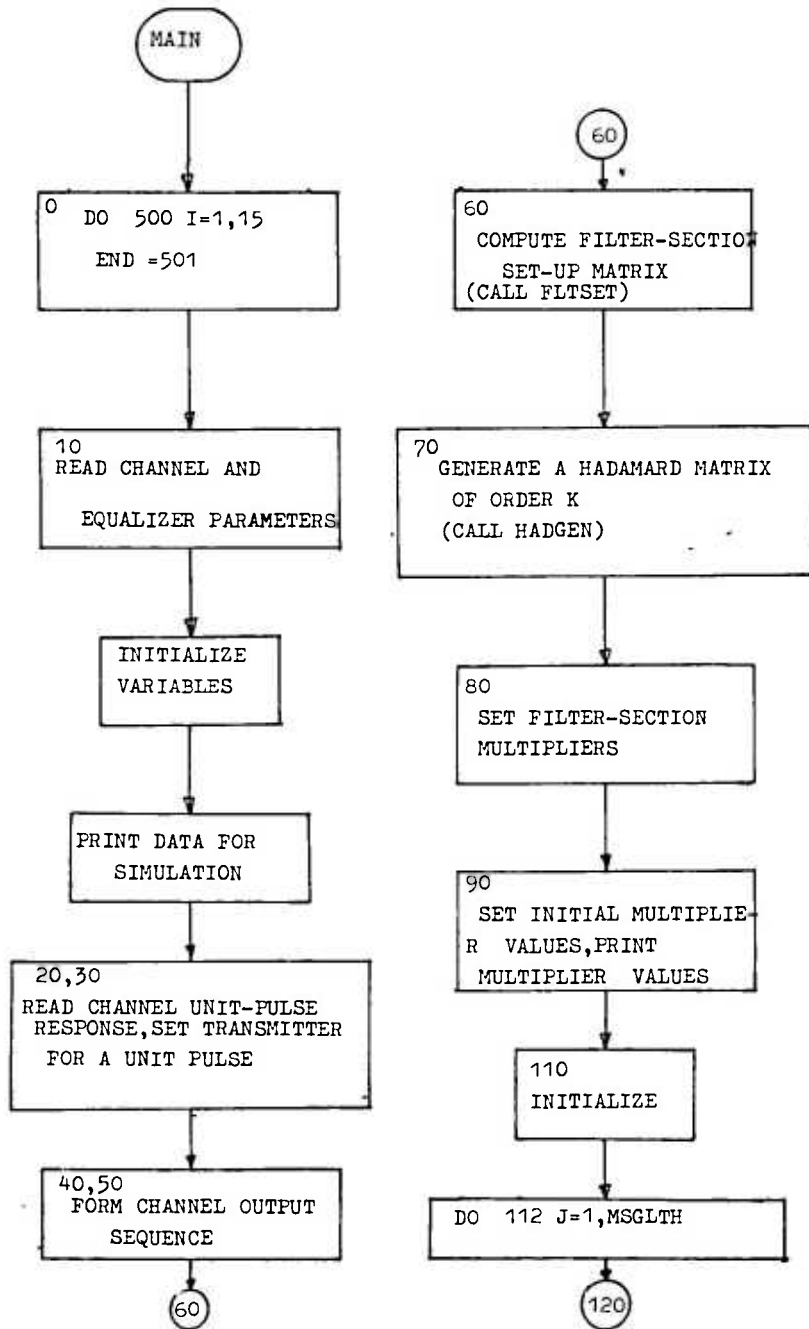 MAIN
0
DO 500 I=1,15
END =501
10
READ CHANNEL AND
EQUALIZER PARAMETERS
INITIALIZE
VARIABLES
PRINT DATA FOR
SIMULATION
20,30
READ CHANNEL UNIT-PULSE
RESPONSE,SET TRANSMITTER
FOR A UNIT PULSE
40,50
FORM CHANNEL OUTPUT
SEQUENCE
60
60
60
COMPUTE FILTER-SECTION
SET-UP MATRIX
(CALL FLTSET)
70
GENERATE A HADAMARD MATRIX
OF ORDER K
(CALL HADGEN)
80
SET FILTER-SECTION
MULTIPLIERS
90
SET INITIAL MULTIPLIE-
R VALUES,PRINT
MULTIPLIER VALUES
110
INITIALIZE
DO 112 J=1,MSGLTH
120